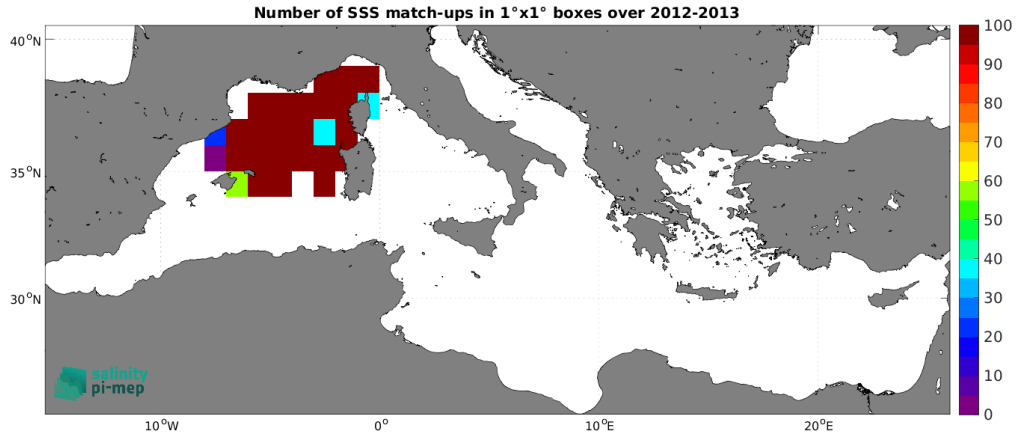 Number of SSS match-ups in 1°x1° boxes over 2012-2013
40°N
35°N
30°N
10°W
0°
10°E
20°E
100
90
80
70
60
50
40
30
20
10
0
salinity
pi-mep